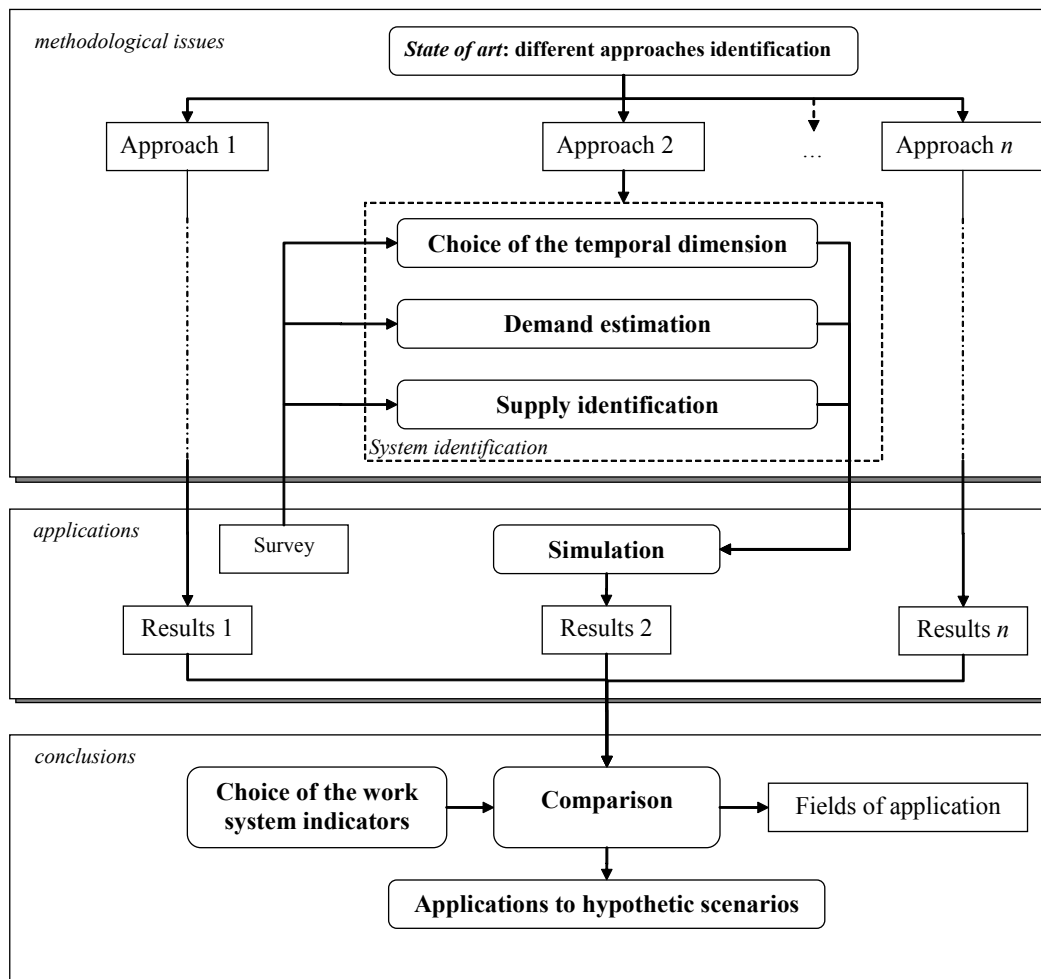 methodological issues
State of art: different approaches identification
Approach 1
Approach 2
...
Approach n
Choice of the temporal dimension
Demand estimation
Supply identification
System identification
applications
Survey
Simulation
Results 1
Results 2
Results n
conclusions
Choice of the work
system indicators
Comparison
Fields of application
Applications to hypothetic scenarios